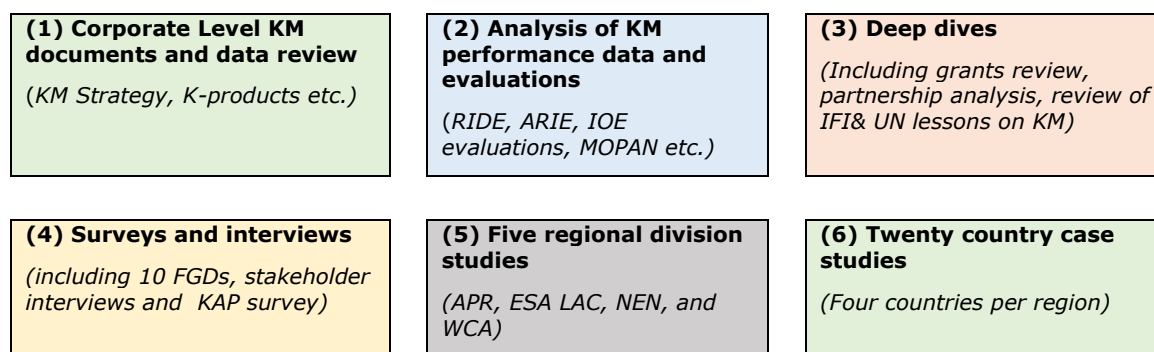 (1) Corporate Level KM
documents and data review
(KM Strategy, K-products etc.)
(2) Analysis of KM
performance data and
evaluations
(RIDE, ARIE, IOE
evaluations, MOPAN etc.)
(3) Deep dives
(Including grants review,
partnership analysis, review of
IFI& UN lessons on KM)
(4) Surveys and interviews
(including 10 FGDs, stakeholder
interviews and  KAP survey)
(5) Five regional division
studies
(APR, ESA LAC, NEN, and
WCA)
(6) Twenty country case
studies
(Four countries per region)